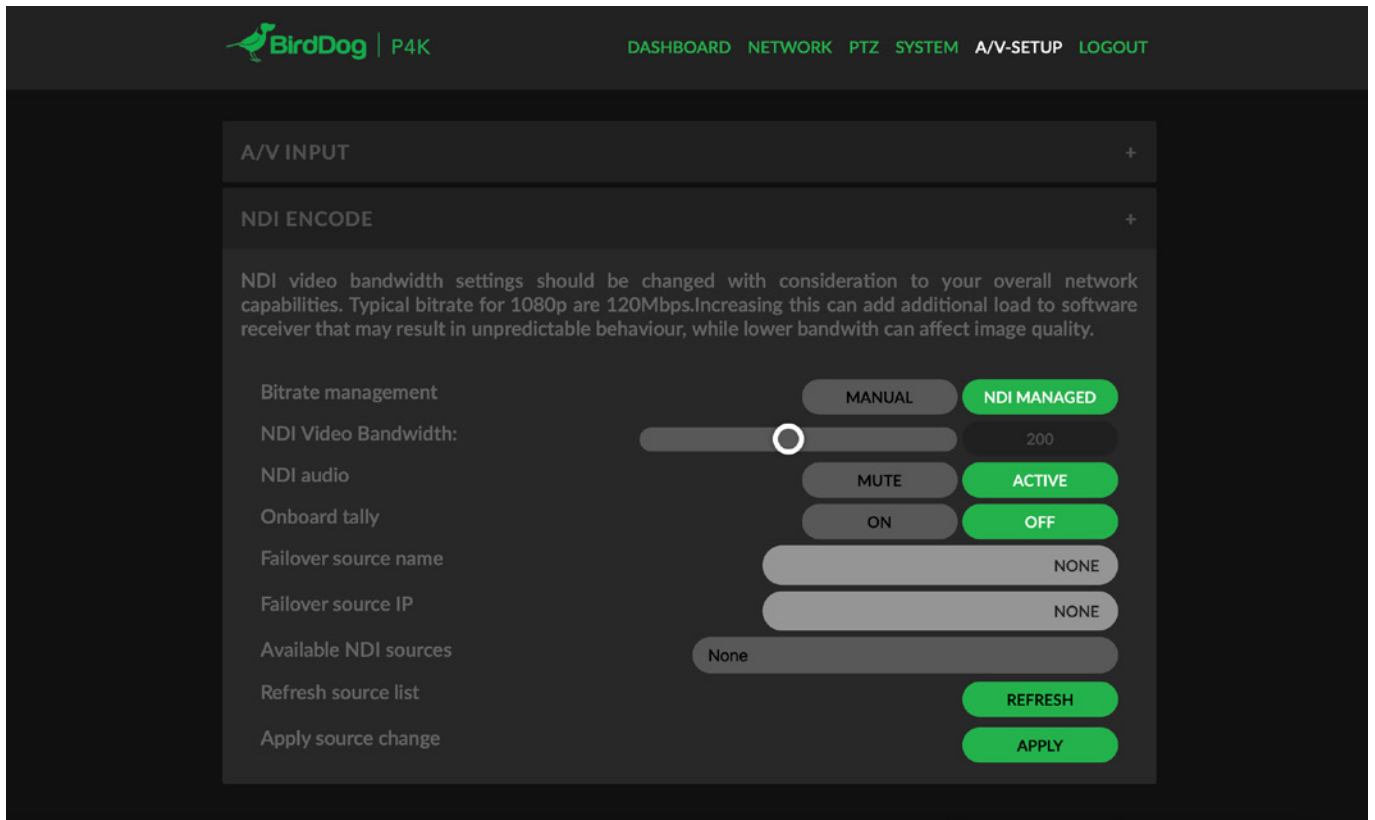 BirdDog | P4K
DASHBOARD NETWORK PTZ SYSTEM A/V-SETUP LOGOUT
A/V INPUT +
NDI ENCODE +
NDI video bandwidth settings should be changed with consideration to your overall network
capabilities. Typical bitrate for 1080p are 120Mbps.Increasing this can add additional load to software
receiver that may result in unpredictable behaviour, while lower bandwith can affect image quality.
Bitrate management MANUAL NDI MANAGED
NDI Video Bandwidth: 200
NDI audio MUTE ACTIVE
Onboard tally ON OFF
Failover source name NONE
Failover source IP NONE
Available NDI sources None
Refresh source list REFRESH
Apply source change APPLY